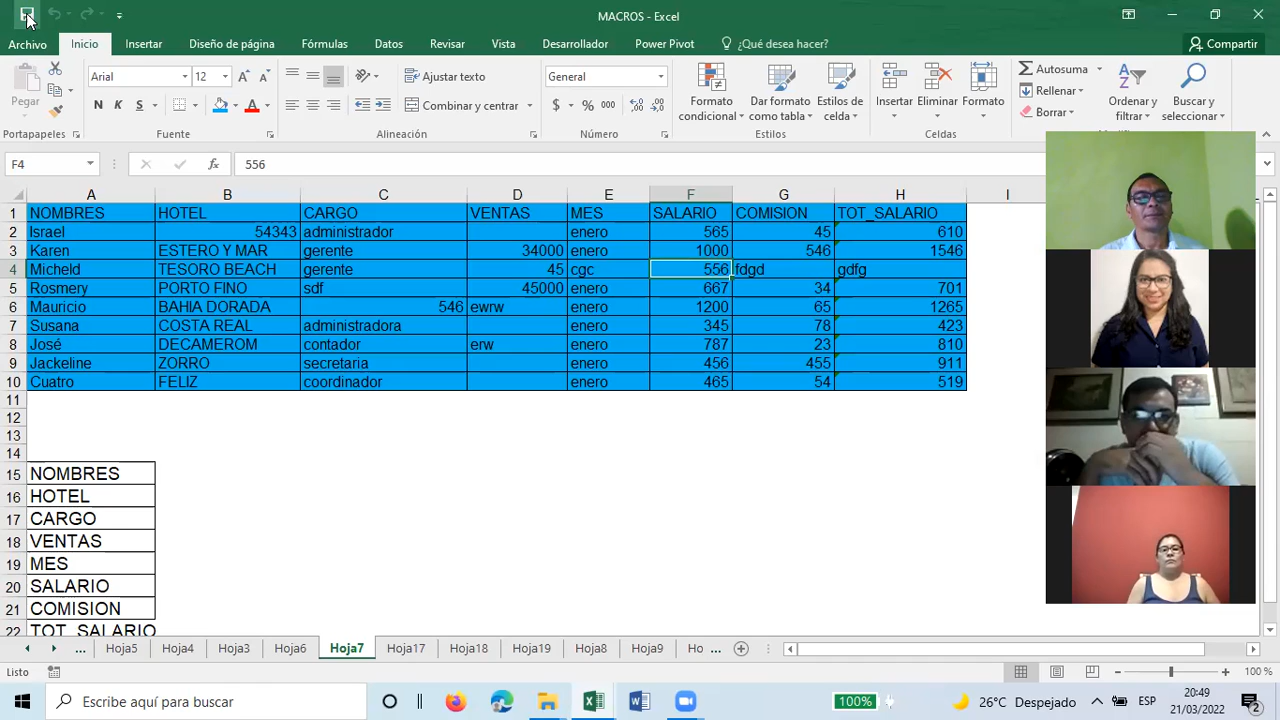 MACROS - Excel
Archivo Inicio Insertar Diseño de página Fórmulas Datos Revisar Vista Desarrollador Power Pivot ¿Qué desea hacer? Compartir
Pegar Arial 12 Ajustar texto General Formato condicional Dar formato como tabla Estilos de celda Insertar Eliminar Formato Autosuma Rellenar Borrar Ordenar y filtrar Buscar y seleccionar
N K S Combinar y centrar $ % 000
Portapapeles Fuente Alineación Número Estilos Celdas
F4 fx 556
A B C D E F G H I
1 NOMBRES HOTEL CARGO VENTAS MES SALARIO COMISION TOT_SALARIO
2 Israel 54343 administrador enero 565 45 610
3 Karen ESTERO Y MAR gerente 34000 enero 1000 546 1546
4 Micheld TESORO BEACH gerente 45 cgc 556 fdgd gdfg
5 Rosmery PORTO FINO sdf 45000 enero 667 34 701
6 Mauricio BAHIA DORADA 546 ewrw enero 1200 65 1265
7 Susana COSTA REAL administradora enero 345 78 423
8 José DECAMEROM contador erw enero 787 23 810
9 Jackeline ZORRO secretaria enero 456 455 911
10 Cuatro FELIZ coordinador enero 465 54 519
11
12
13
14
15 NOMBRES
16 HOTEL
17 CARGO
18 VENTAS
19 MES
20 SALARIO
21 COMISION
22 TOT_SALARIO
... Hoja5 Hoja4 Hoja3 Hoja6 Hoja7 Hoja17 Hoja18 Hoja19 Hoja8 Hoja9 Ho ...
Listo 100 %
Escribe aquí para buscar 100% 26°C Despejado ESP 20:49
21/03/2022 2